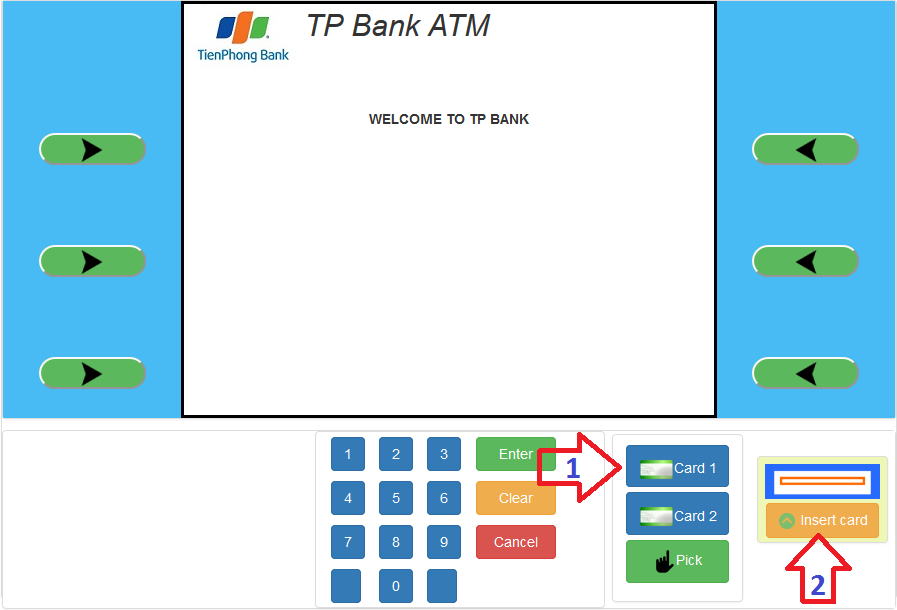 TP Bank ATM
TienPhong Bank
WELCOME TO TP BANK
1 2 3 Enter
4 5 6 Clear
7 8 9 Cancel
0
1
Card 1
Card 2
Pick
Insert card
2